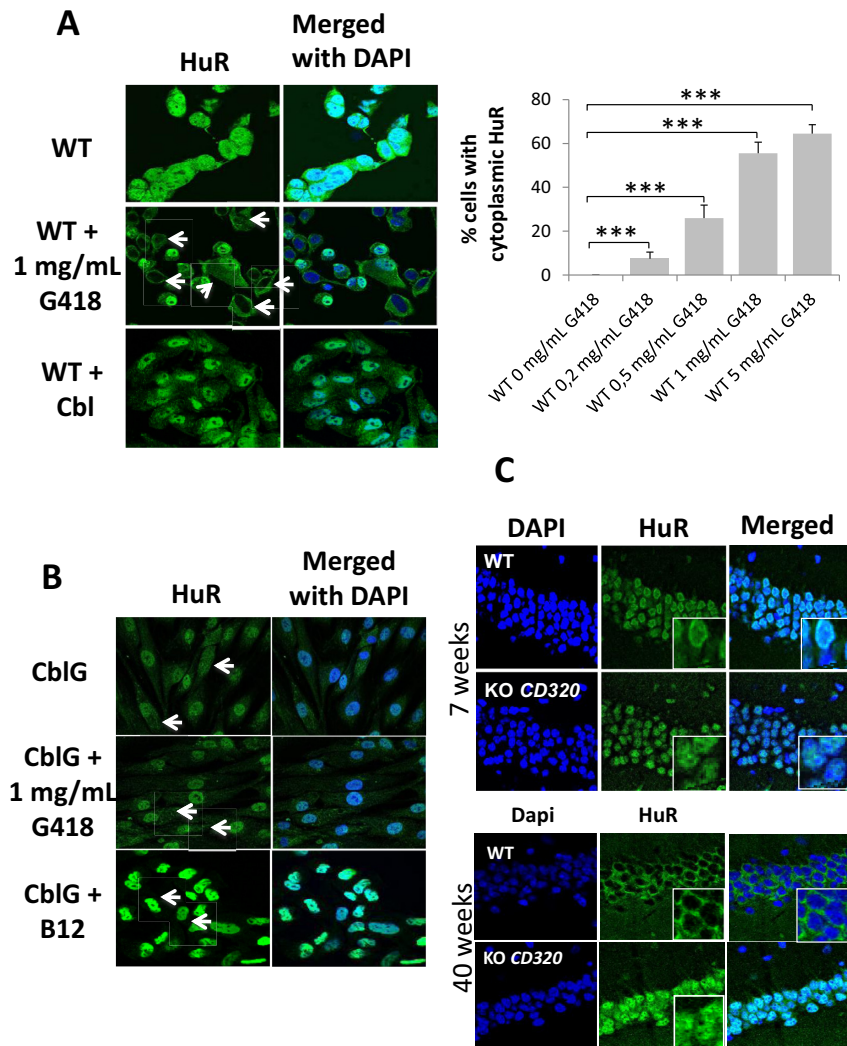 A
HuR
Merged
with DAPI
WT
WT +
1 mg/mL
G418
WT +
Cbl
% cells with
cytoplasmic HuR
80
60
40
20
0
***
***
***
***
WT 0 mg/mL G418
WT 0,2 mg/mL G418
WT 0,5 mg/mL G418
WT 1 mg/mL G418
WT 5 mg/mL G418
B
HuR
Merged
with DAPI
CblG
CblG +
1 mg/mL
G418
CblG +
B12
C
DAPI
HuR
Merged
7 weeks
WT
KO CD320
Dapi
HuR
40 weeks
WT
KO CD320